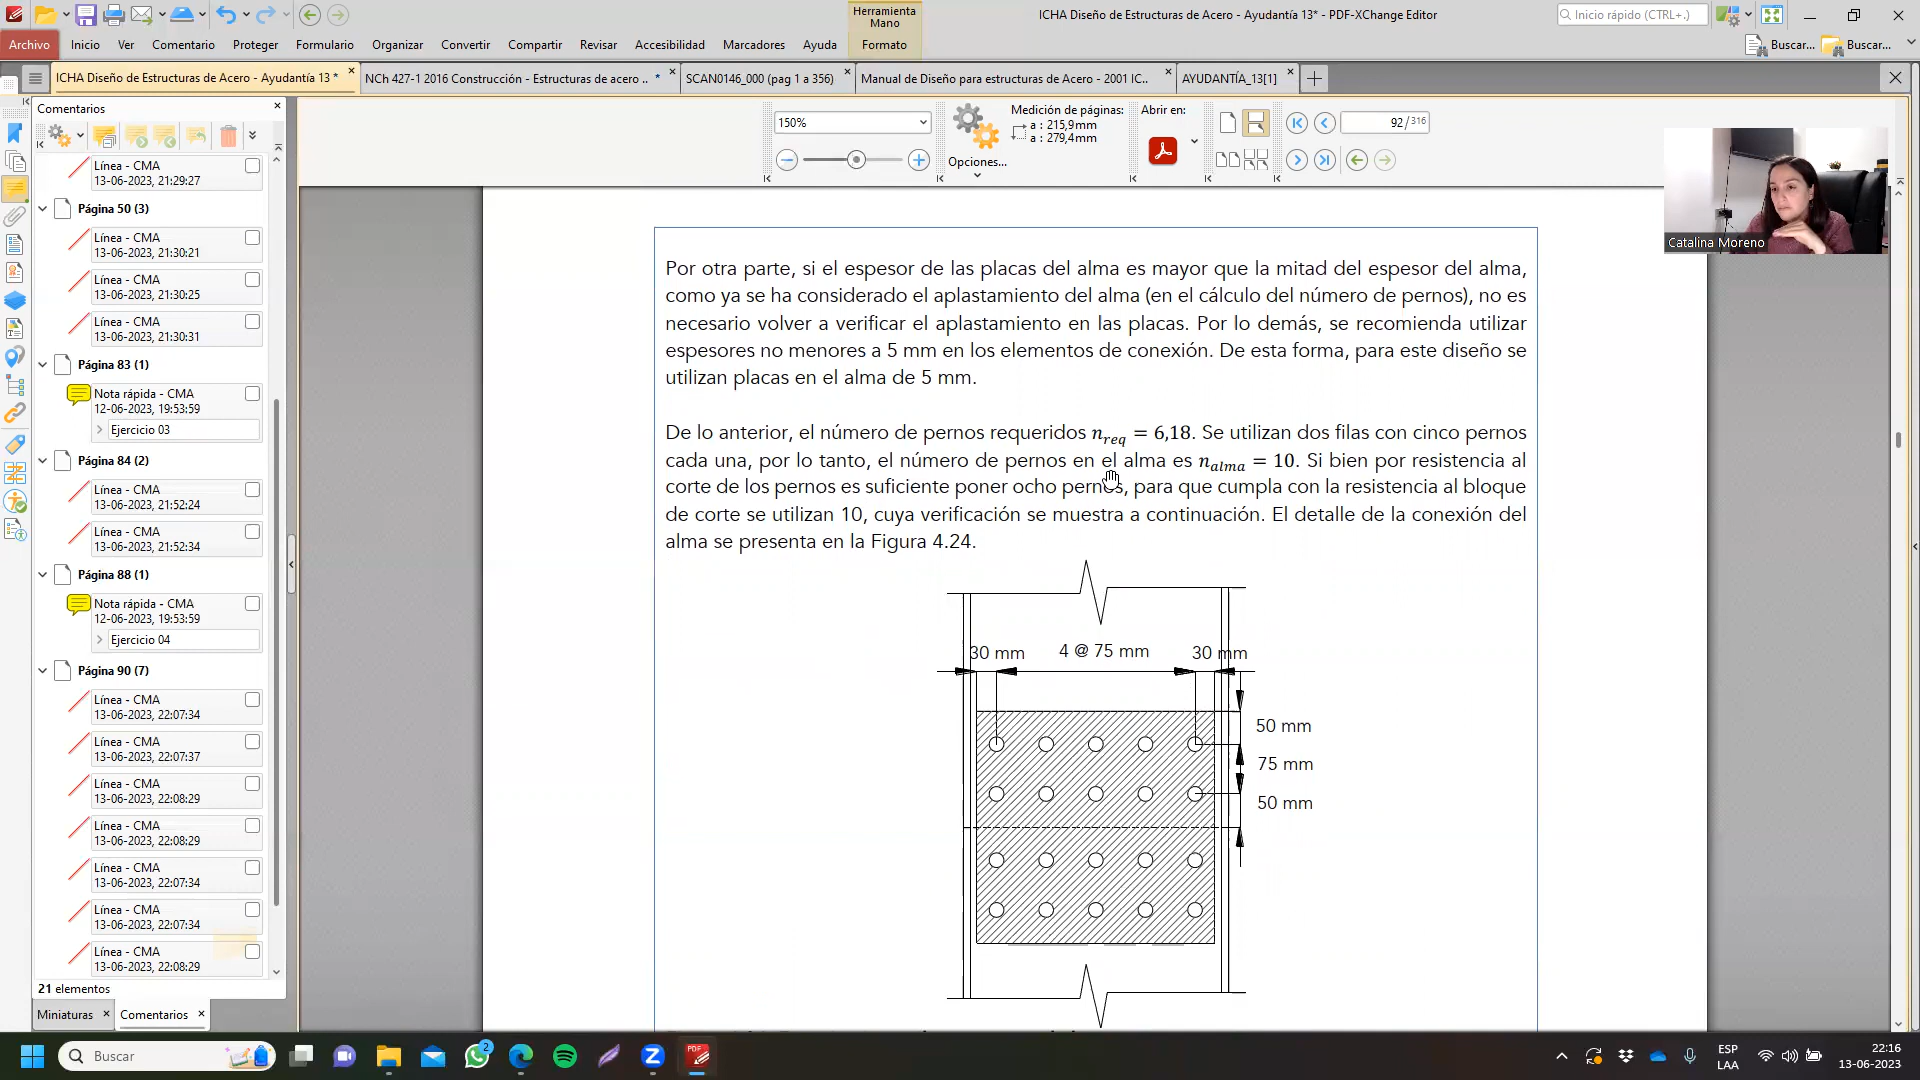 Herramienta
Mano
ICHA Diseño de Estructuras de Acero - Ayudantía 13* - PDF-XChange Editor
Inicio rápido (CTRL+.)
Archivo
Inicio
Ver
Comentario
Proteger
Formulario
Organizar
Convertir
Compartir
Revisar
Accesibilidad
Marcadores
Ayuda
Formato
Buscar...
Buscar...
ICHA Diseño de Estructuras de Acero - Ayudantía 13 *
NCh 427-1 2016 Construcción - Estructuras de acero .. *
SCAN0146_000 (pag 1 a 356)
Manual de Diseño para estructuras de Acero - 2001 IC..
AYUDANTÍA_13[1]
Comentarios
150%
Opciones...
Medición de páginas:
a : 215,9mm
a : 279,4mm
Abrir en:
92 / 316
Línea - CMA
13-06-2023, 21:29:27
Página 50 (3)
Línea - CMA
13-06-2023, 21:30:21
Línea - CMA
13-06-2023, 21:30:25
Línea - CMA
13-06-2023, 21:30:31
Página 83 (1)
Nota rápida - CMA
12-06-2023, 19:53:59
Ejercicio 03
Página 84 (2)
Línea - CMA
13-06-2023, 21:52:24
Línea - CMA
13-06-2023, 21:52:34
Página 88 (1)
Nota rápida - CMA
12-06-2023, 19:53:59
Ejercicio 04
Página 90 (7)
Línea - CMA
13-06-2023, 22:07:34
Línea - CMA
13-06-2023, 22:07:37
Línea - CMA
13-06-2023, 22:08:29
Línea - CMA
13-06-2023, 22:08:29
Línea - CMA
13-06-2023, 22:07:34
Línea - CMA
13-06-2023, 22:07:34
Línea - CMA
13-06-2023, 22:08:29
21 elementos
Miniaturas
Comentarios
Catalina Moreno
Por otra parte, si el espesor de las placas del alma es mayor que la mitad del espesor del alma,
como ya se ha considerado el aplastamiento del alma (en el cálculo del número de pernos), no es
necesario volver a verificar el aplastamiento en las placas. Por lo demás, se recomienda utilizar
espesores no menores a 5 mm en los elementos de conexión. De esta forma, para este diseño se
utilizan placas en el alma de 5 mm.
De lo anterior, el número de pernos requeridos n_req = 6,18. Se utilizan dos filas con cinco pernos
cada una, por lo tanto, el número de pernos en el alma es n_alma = 10. Si bien por resistencia al
corte de los pernos es suficiente poner ocho pernos, para que cumpla con la resistencia al bloque
de corte se utilizan 10, cuya verificación se muestra a continuación. El detalle de la conexión del
alma se presenta en la Figura 4.24.
30 mm
4 @ 75 mm
30 mm
50 mm
75 mm
50 mm
Buscar
PDF
2
ESP
LAA
22:16
13-06-2023